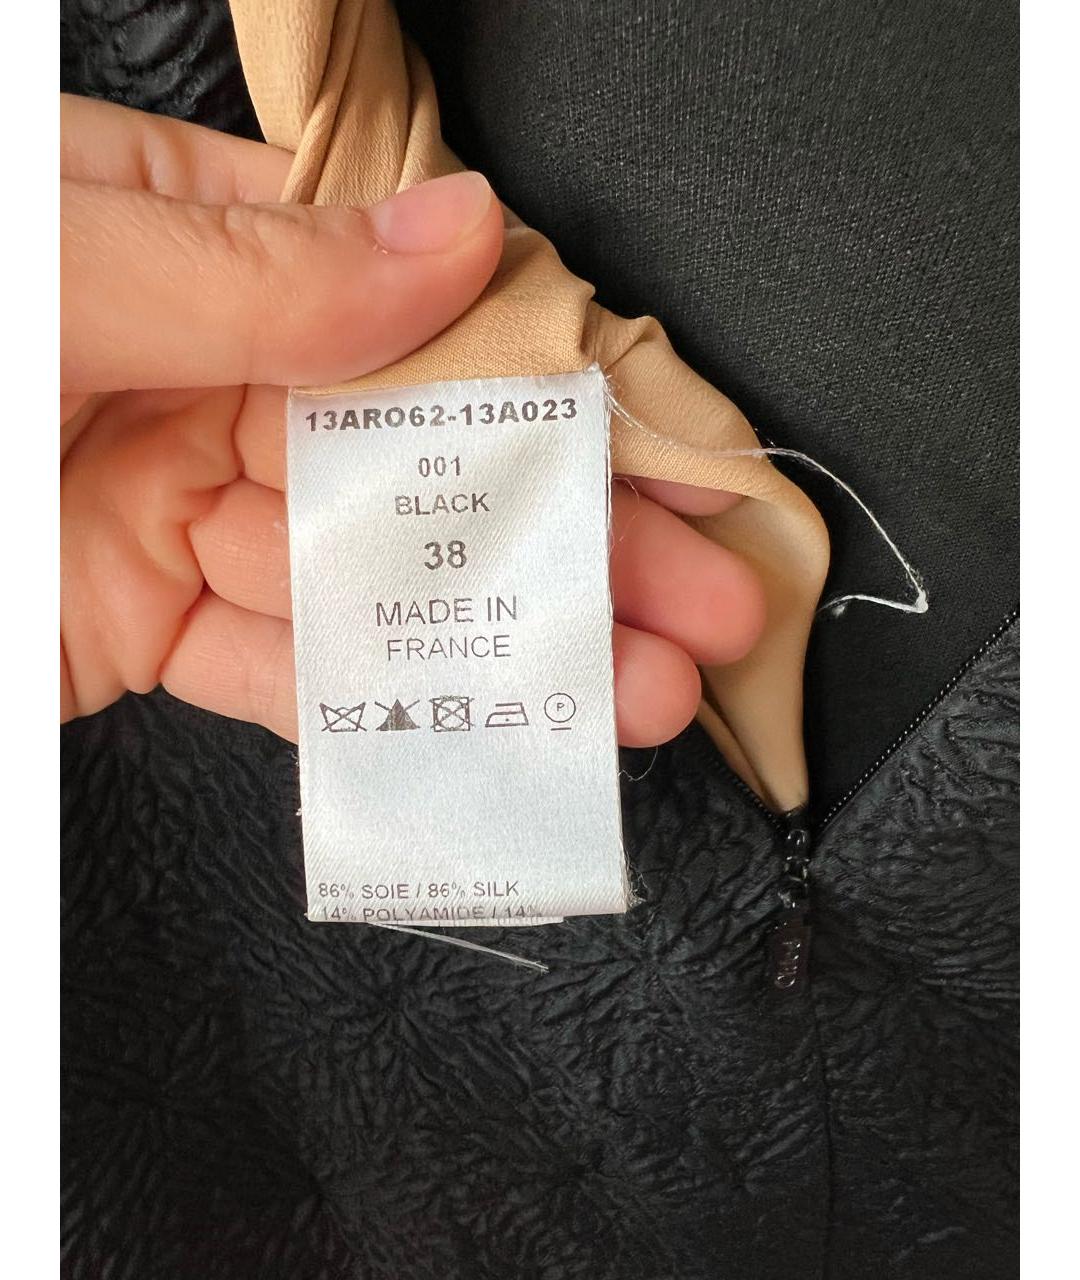 13ARO62-13A023
001
BLACK
38
MADE IN
FRANCE
P
86% SOIE / 86% SILK
14% POLYAMIDE / 14%